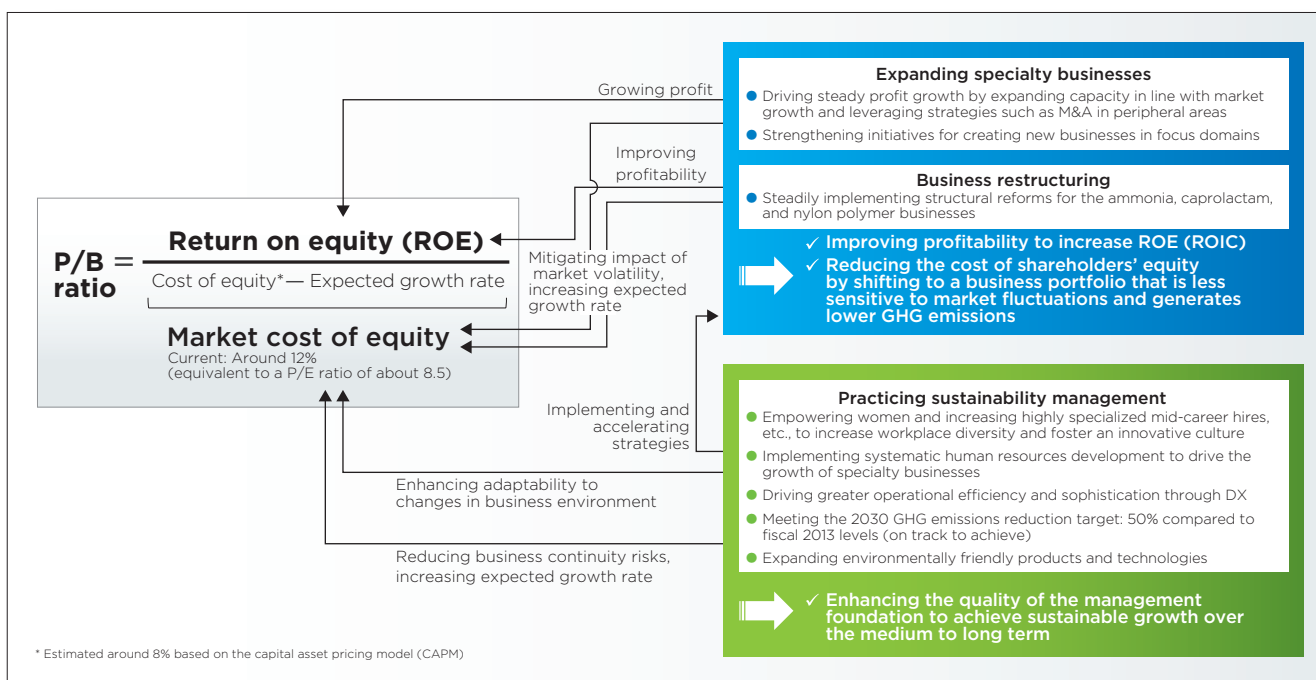 P/B
ratio
=
Return on equity (ROE)
Cost of equity* — Expected growth rate
Market cost of equity
Current: Around 12%
(equivalent to a P/E ratio of about 8.5)
Growing profit
Improving
profitability
Mitigating impact of
market volatility,
increasing expected
growth rate
Implementing and
accelerating
strategies
Enhancing adaptability to
changes in business environment
Reducing business continuity risks,
increasing expected growth rate
Expanding specialty businesses
● Driving steady profit growth by expanding capacity in line with market
growth and leveraging strategies such as M&A in peripheral areas
● Strengthening initiatives for creating new businesses in focus domains
Business restructuring
● Steadily implementing structural reforms for the ammonia, caprolactam,
and nylon polymer businesses
✓ Improving profitability to increase ROE (ROIC)
✓ Reducing the cost of shareholders’ equity
by shifting to a business portfolio that is less
sensitive to market fluctuations and generates
lower GHG emissions
Practicing sustainability management
● Empowering women and increasing highly specialized mid-career hires,
etc., to increase workplace diversity and foster an innovative culture
● Implementing systematic human resources development to drive the
growth of specialty businesses
● Driving greater operational efficiency and sophistication through DX
● Meeting the 2030 GHG emissions reduction target: 50% compared to
fiscal 2013 levels (on track to achieve)
● Expanding environmentally friendly products and technologies
✓ Enhancing the quality of the management
foundation to achieve sustainable growth over
the medium to long term
* Estimated around 8% based on the capital asset pricing model (CAPM)